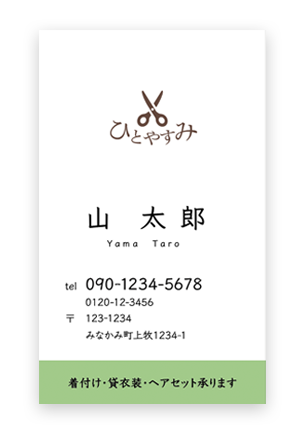 ひとやすみ
山 太郎
Yama Taro
tel 090-1234-5678
0120-12-3456
〒 123-1234
みなかみ町上牧1234-1
着付け・貸衣装・ヘアセット承ります